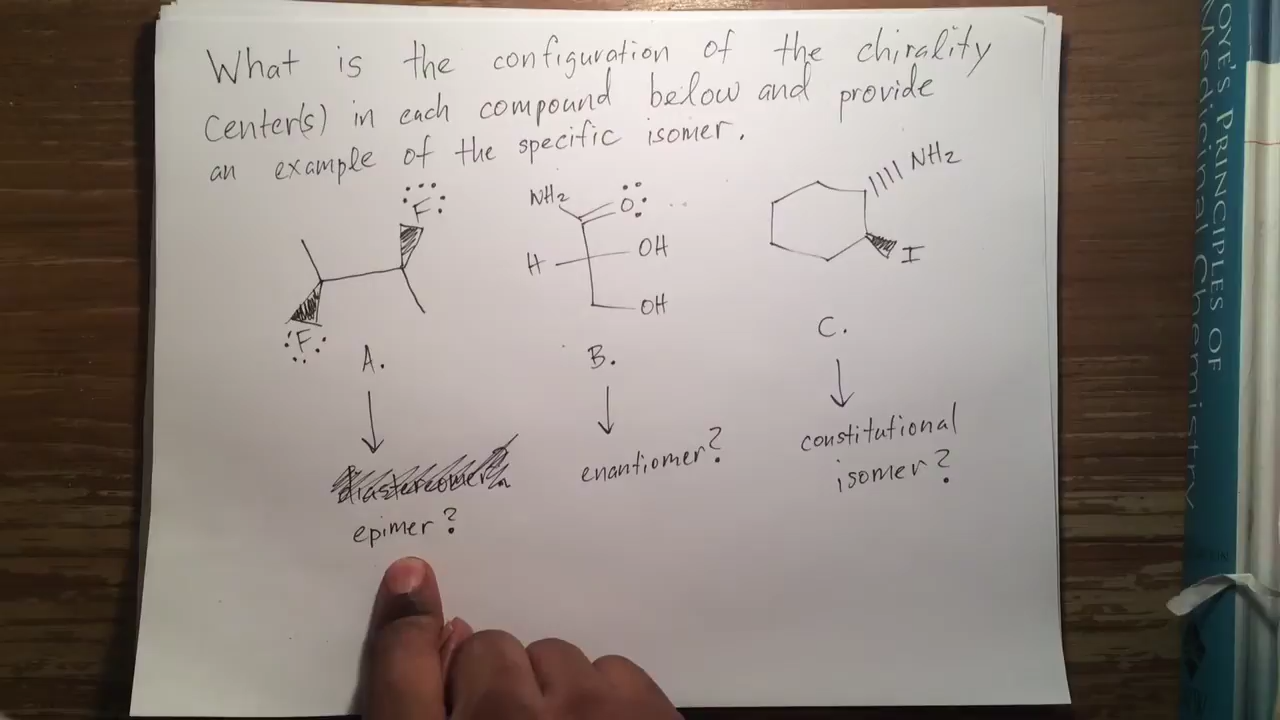 What is the configuration of the chirality
center(s) in each compound below and provide
an example of the specific isomer.
F
F
A.
NH₂
O
H
OH
OH
B.
NH₂
I
C.
epimer?
enantiomer?
constitutional
isomer?
OYE'S PRINCIPLES OF
Medicinal Chemistry